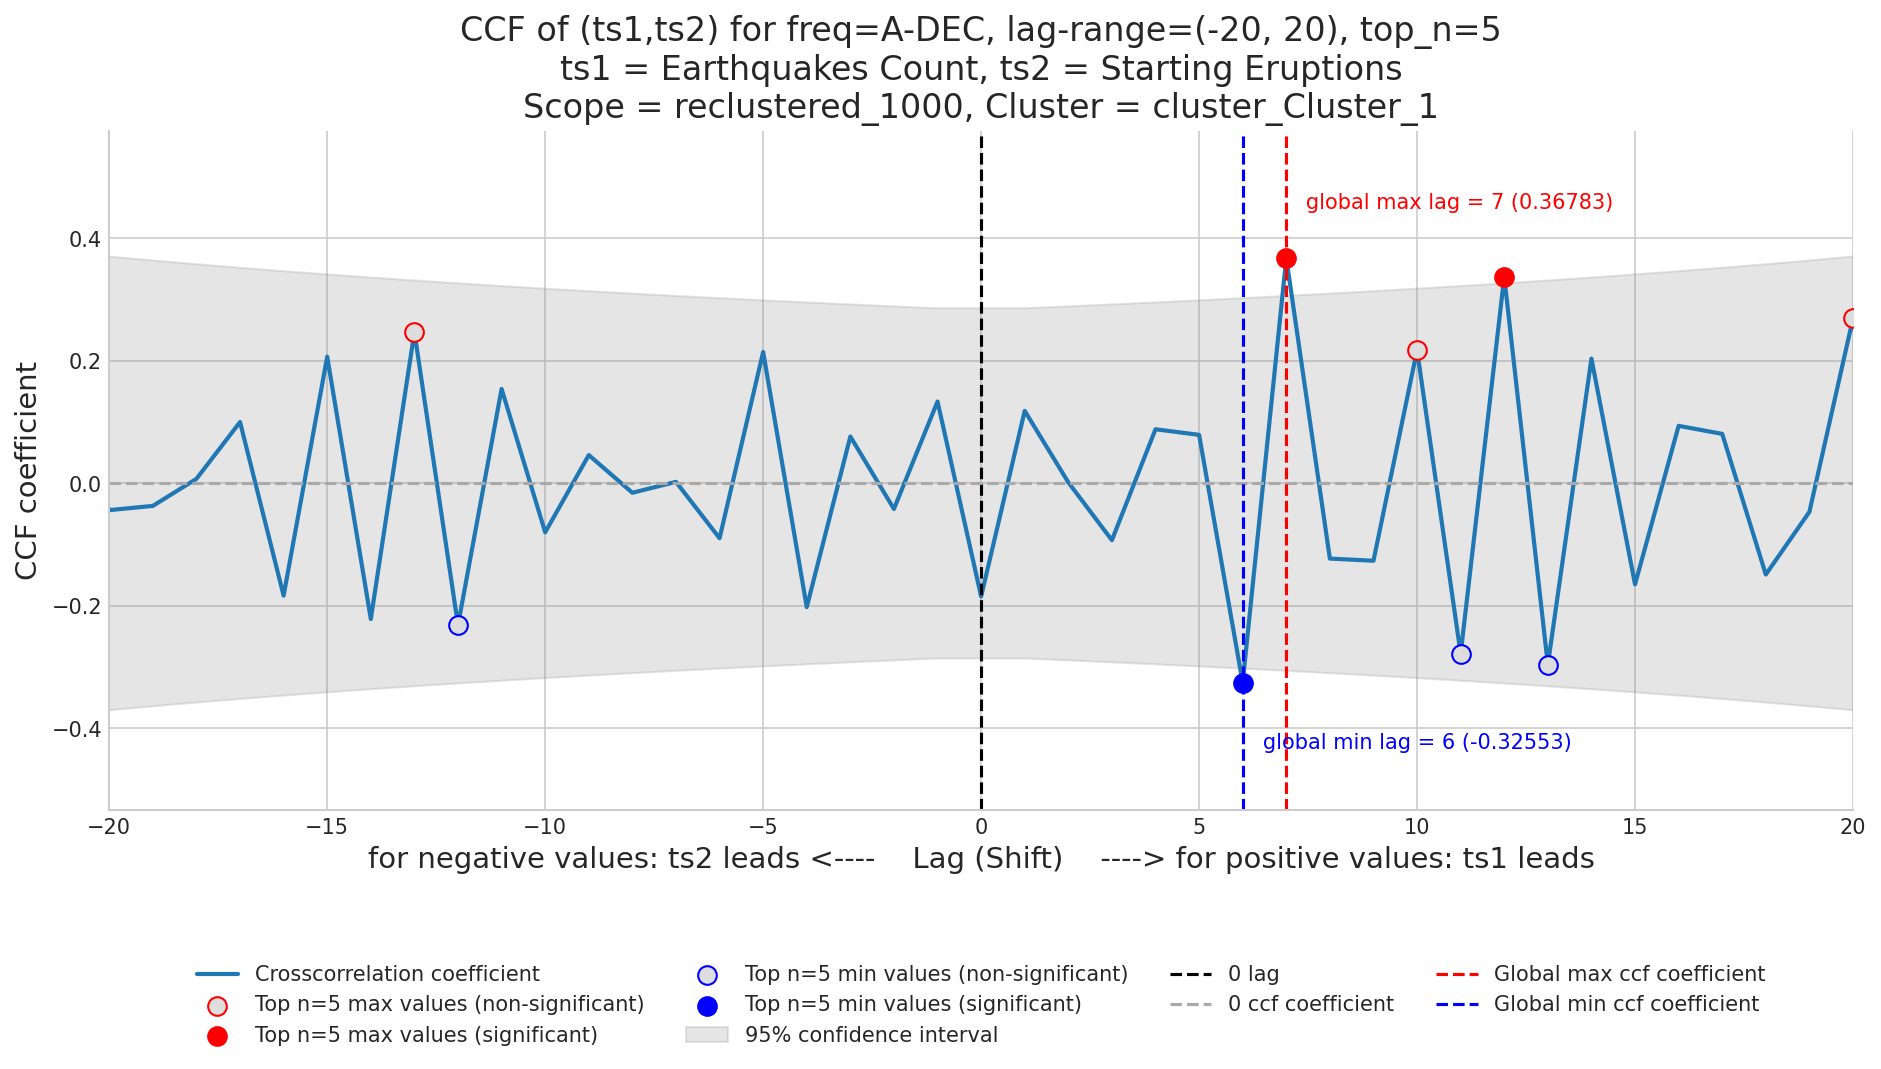 CCF of (ts1,ts2) for freq=A-DEC, lag-range=(-20, 20), top_n=5
ts1 = Earthquakes Count, ts2 = Starting Eruptions
Scope = reclustered_1000, Cluster = cluster_Cluster_1
global max lag = 7 (0.36783)
0.4
0.2
0.0
−0.2
−0.4
CCF coefficient
global min lag = 6 (-0.32553)
−20 −15 −10 −5 0 5 10 15 20
for negative values: ts2 leads <---- Lag (Shift) ----> for positive values: ts1 leads
Crosscorrelation coefficient
Top n=5 max values (non-significant)
Top n=5 max values (significant)
Top n=5 min values (non-significant)
Top n=5 min values (significant)
95% confidence interval
0 lag
0 ccf coefficient
Global max ccf coefficient
Global min ccf coefficient